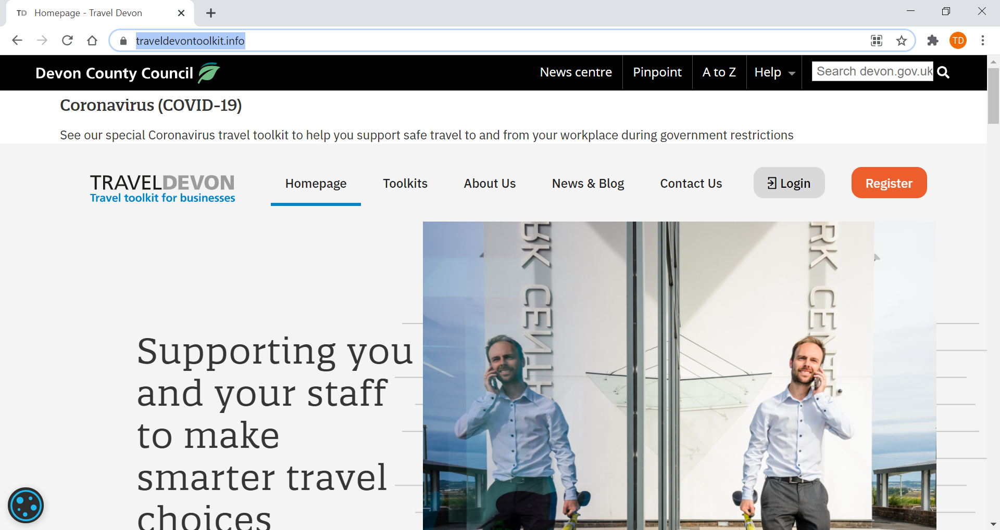 TD Homepage - Travel Devon
traveldevontoolkit.info
TD
Devon County Council
News centre
Pinpoint
A to Z
Help
Search devon.gov.uk
Coronavirus (COVID-19)
See our special Coronavirus travel toolkit to help you support safe travel to and from your workplace during government restrictions
TRAVELDEVON
Travel toolkit for businesses
Homepage
Toolkits
About Us
News & Blog
Contact Us
Login
Register
Supporting you
and your staff
to make
smarter travel
choices
RK CENTRE